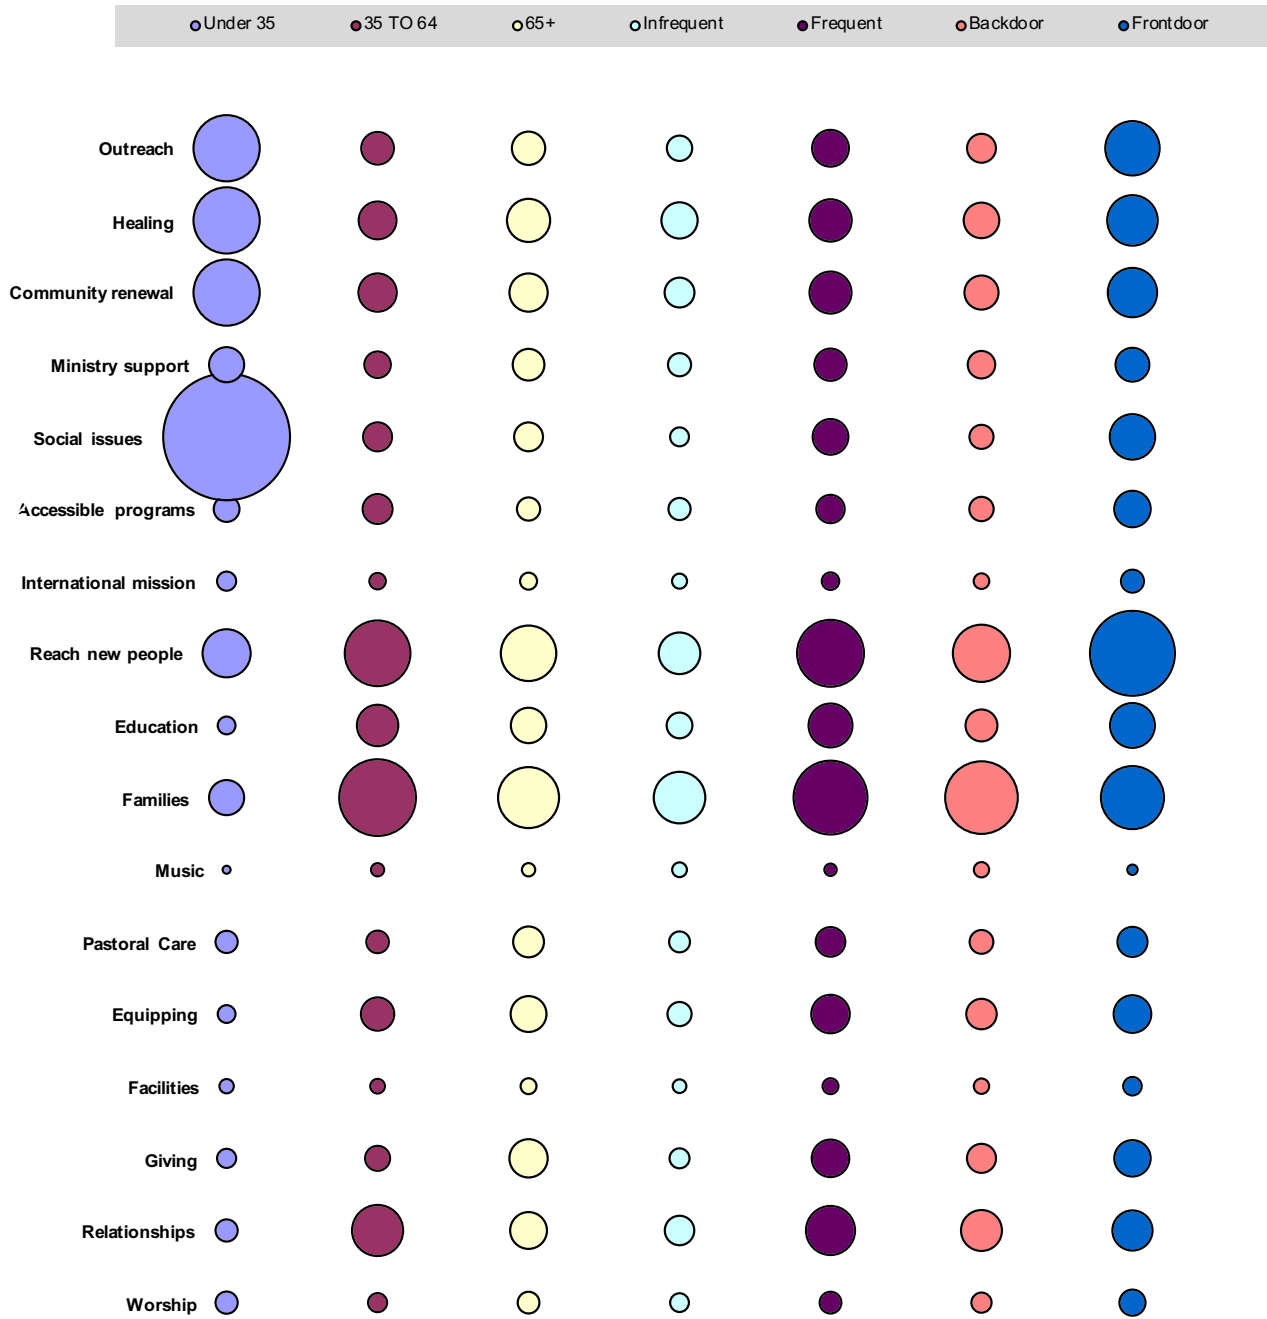 Under 35 35 TO 64 65+ Infrequent Frequent Backdoor Frontdoor
Outreach
Healing
Community renewal
Ministry support
Social issues
Accessible programs
International mission
Reach new people
Education
Families
Music
Pastoral Care
Equipping
Facilities
Giving
Relationships
Worship